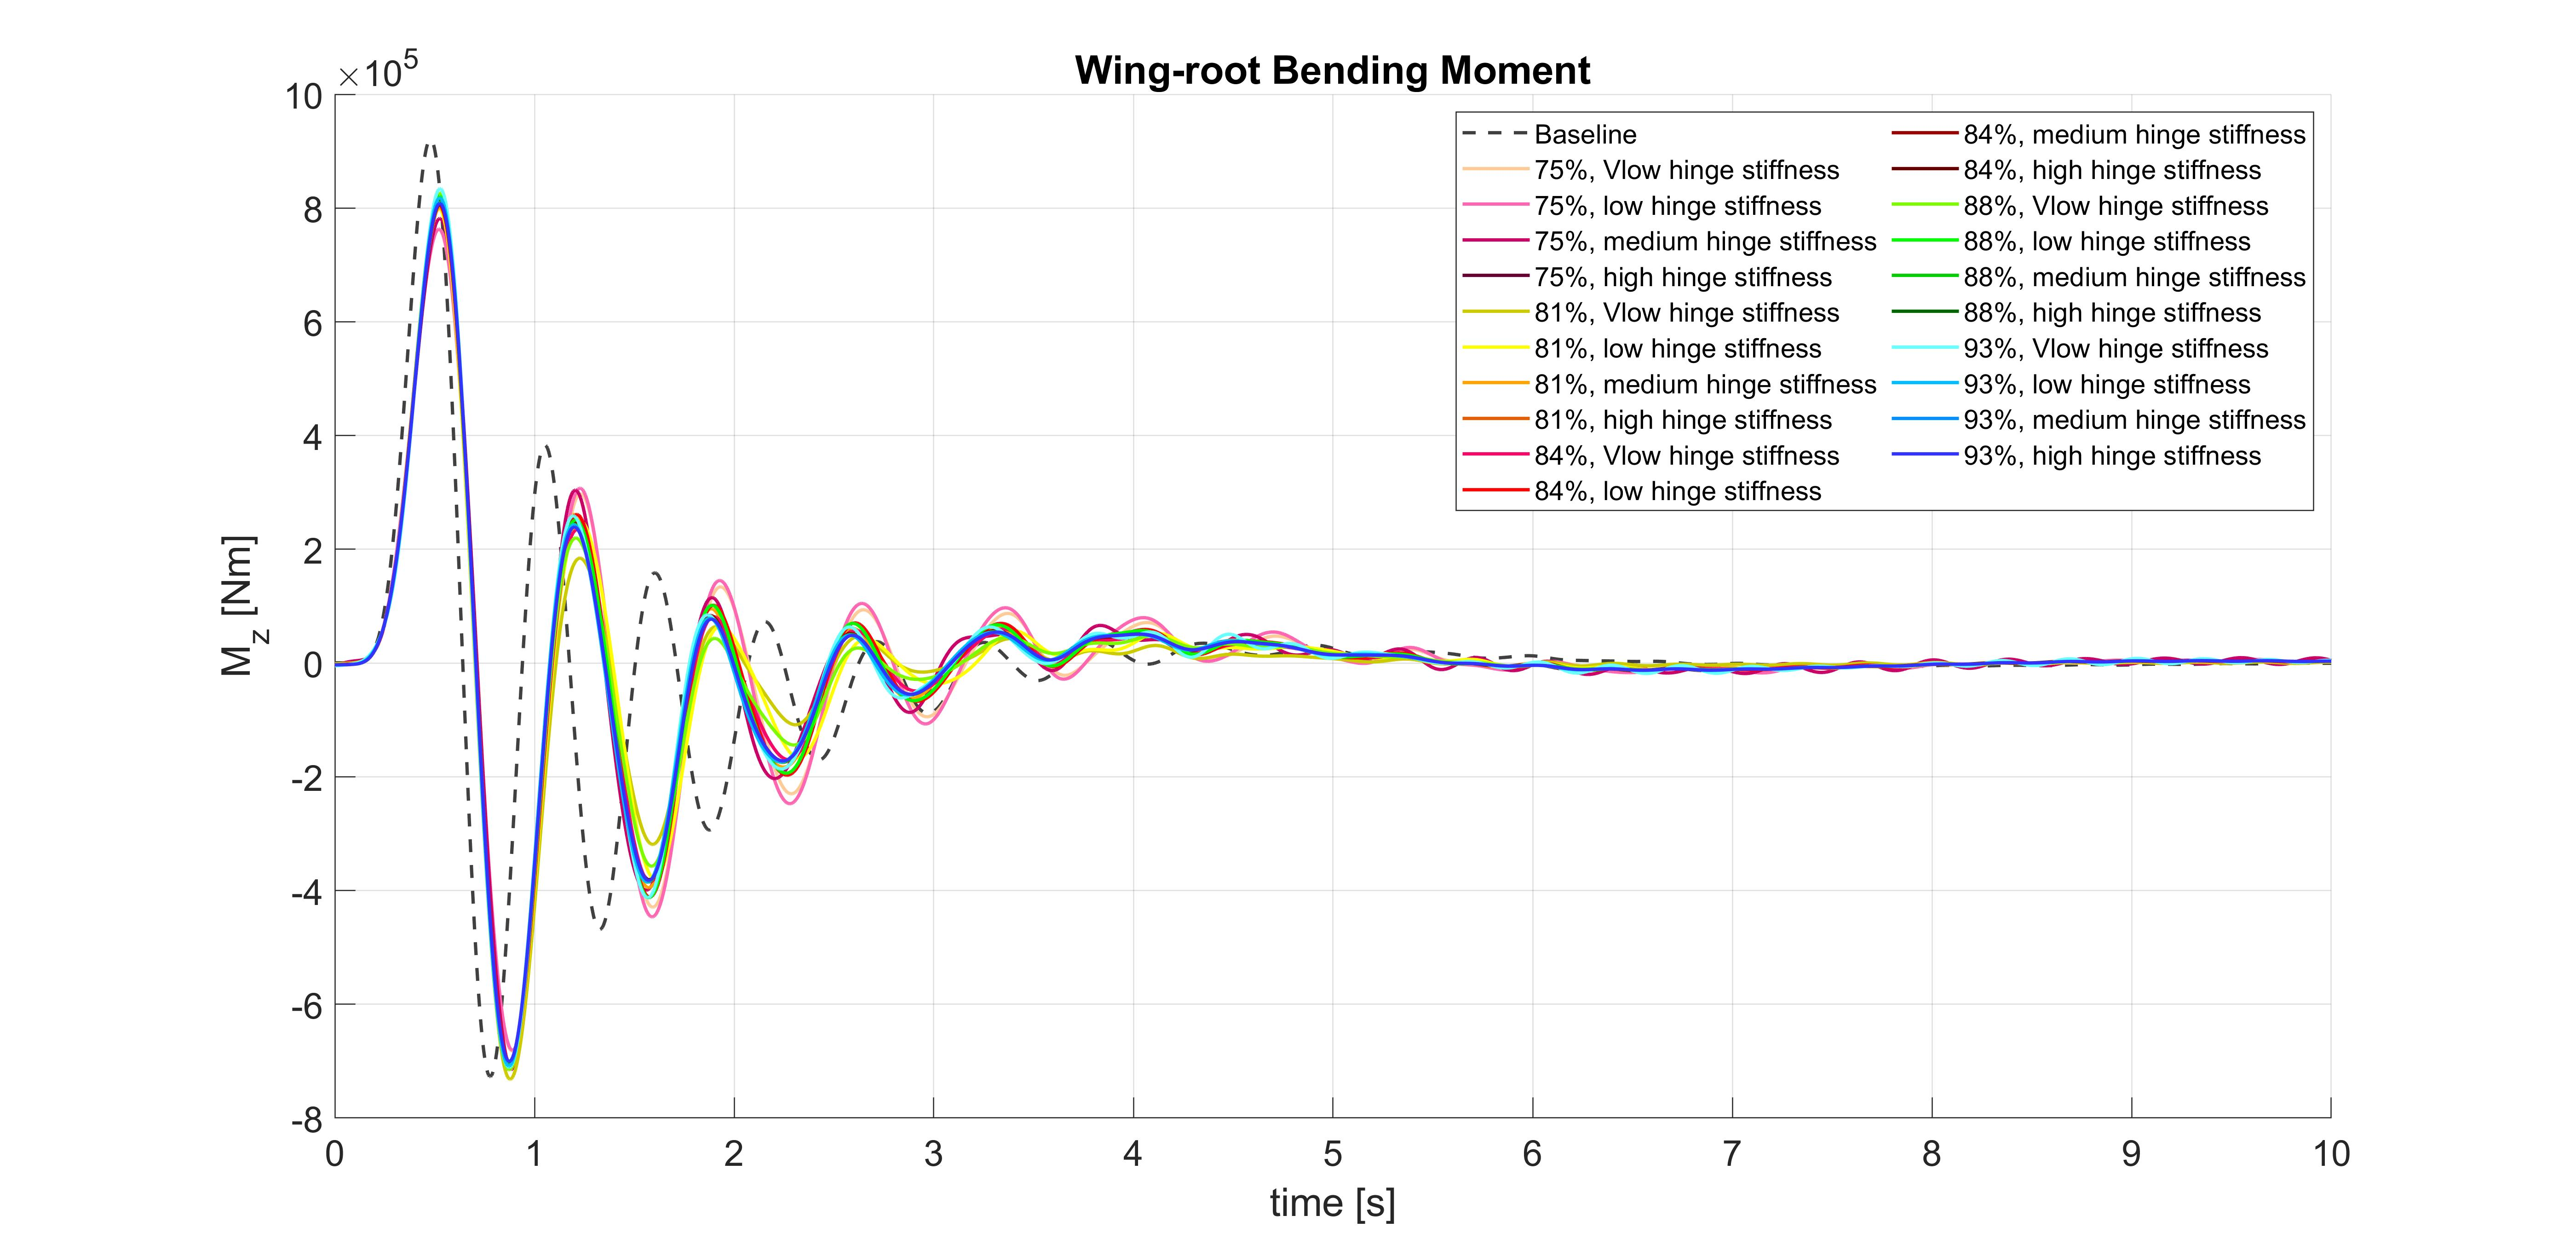 Wing-root Bending Moment
×10^5
10
8
6
4
2
0
-2
-4
-6
-8
M_z [Nm]
0 1 2 3 4 5 6 7 8 9 10
time [s]
Baseline
75%, Vlow hinge stiffness
75%, low hinge stiffness
75%, medium hinge stiffness
75%, high hinge stiffness
81%, Vlow hinge stiffness
81%, low hinge stiffness
81%, medium hinge stiffness
81%, high hinge stiffness
84%, Vlow hinge stiffness
84%, low hinge stiffness
84%, medium hinge stiffness
84%, high hinge stiffness
88%, Vlow hinge stiffness
88%, low hinge stiffness
88%, medium hinge stiffness
88%, high hinge stiffness
93%, Vlow hinge stiffness
93%, low hinge stiffness
93%, medium hinge stiffness
93%, high hinge stiffness